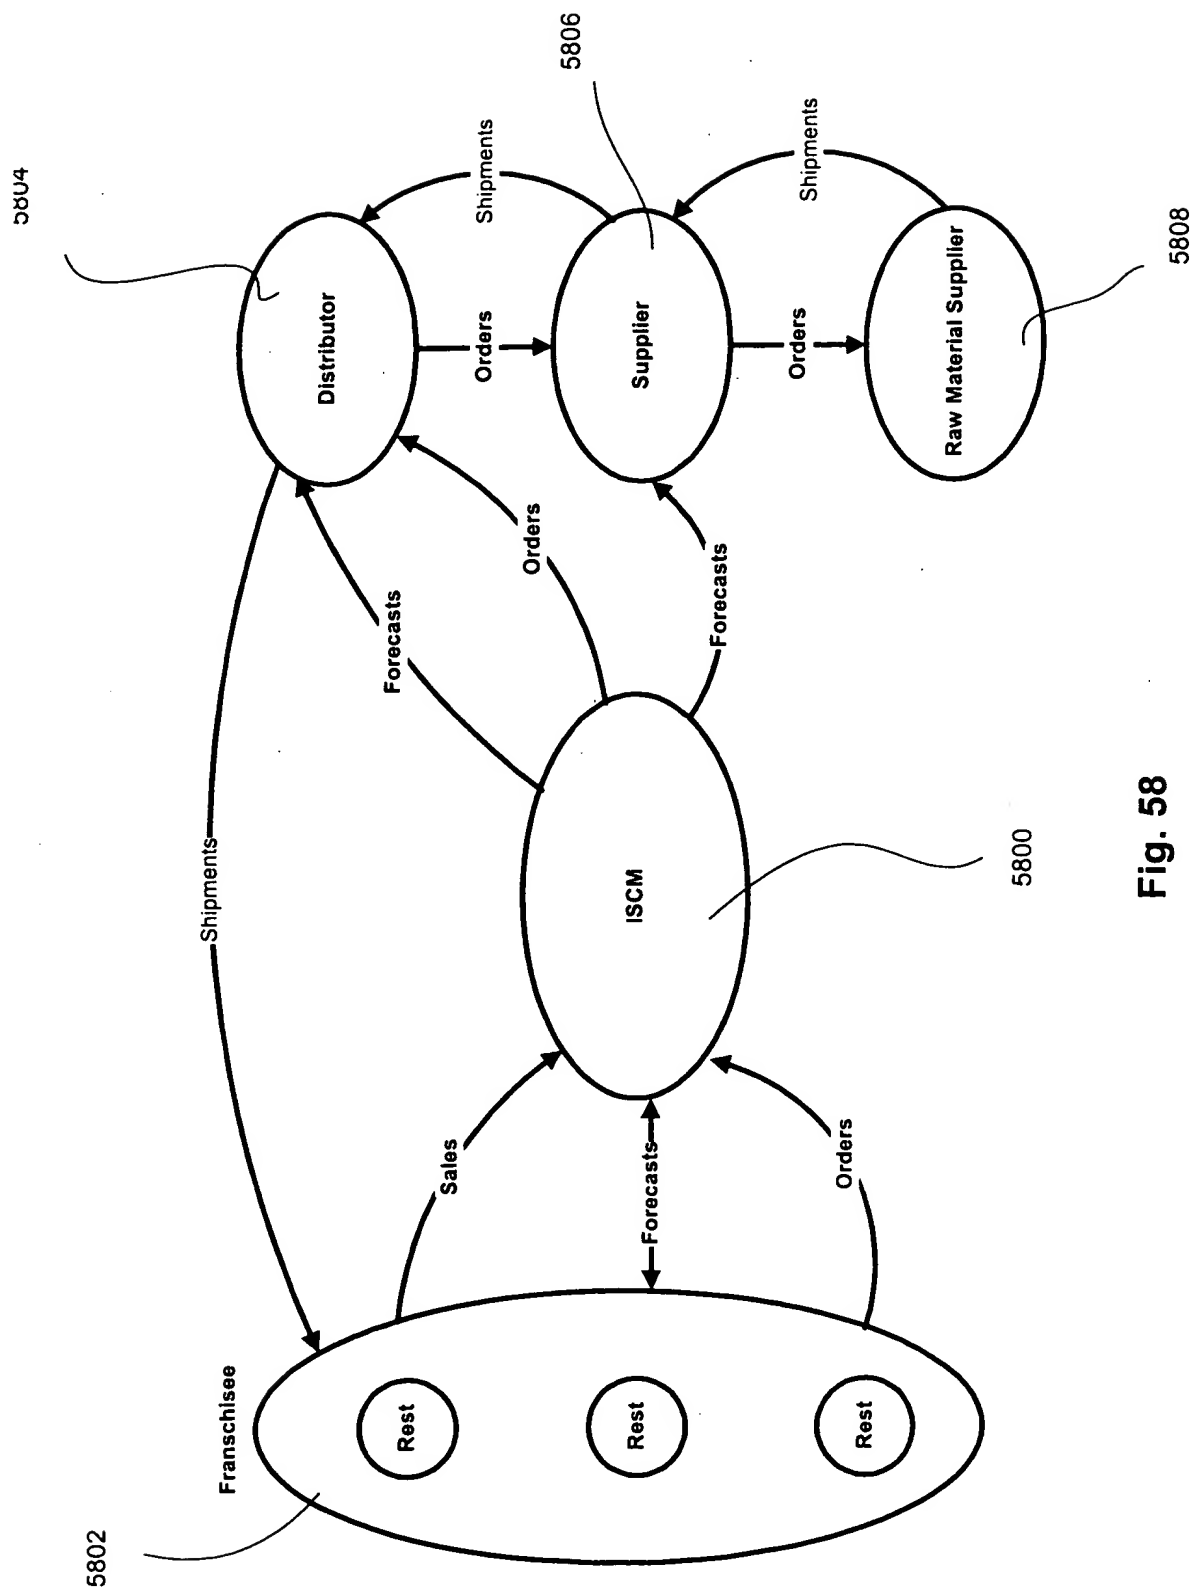 5804
5806
Shipments
Shipments
Distributor
Orders
Supplier
Orders
Raw Material Supplier
5808
Forecasts
Orders
Forecasts
Shipments
ISCM
5800
Sales
Forecasts
Orders
Franschisee
Rest
Rest
Rest
5802
Fig. 58